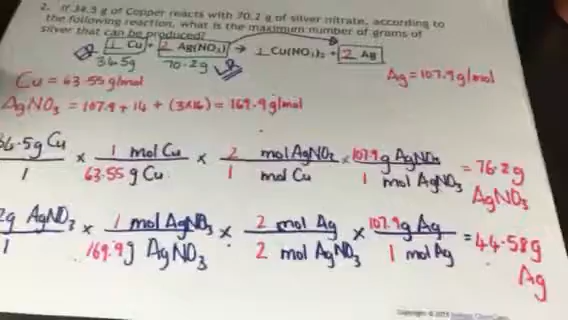 2. If 34.5 g of Copper reacts with 70.2 g of silver nitrate, according to
the following reaction, what is the maximum number of grams of
silver that can be produced?
1 Cu + 2 Ag(NO3) → 1 Cu(NO3)2 + 2 Ag
36.5g 70.2g
Ag = 107.9 g/mol
Cu = 63.55 g/mol
AgNO3 = 107.9 + 14 + (3x16) = 169.9 g/mol
36.5g Cu × 1 mol Cu × 2 mol AgNO3 × 107.9 g AgNO3 = 76.2g
1 63.55 g Cu 1 mol Cu 1 mol AgNO3 AgNO3
2g AgNO3 × 1 mol AgNO3 × 2 mol Ag × 107.9g Ag = 44.58g
1 169.9g AgNO3 2 mol AgNO3 1 mol Ag Ag
Copyright ©